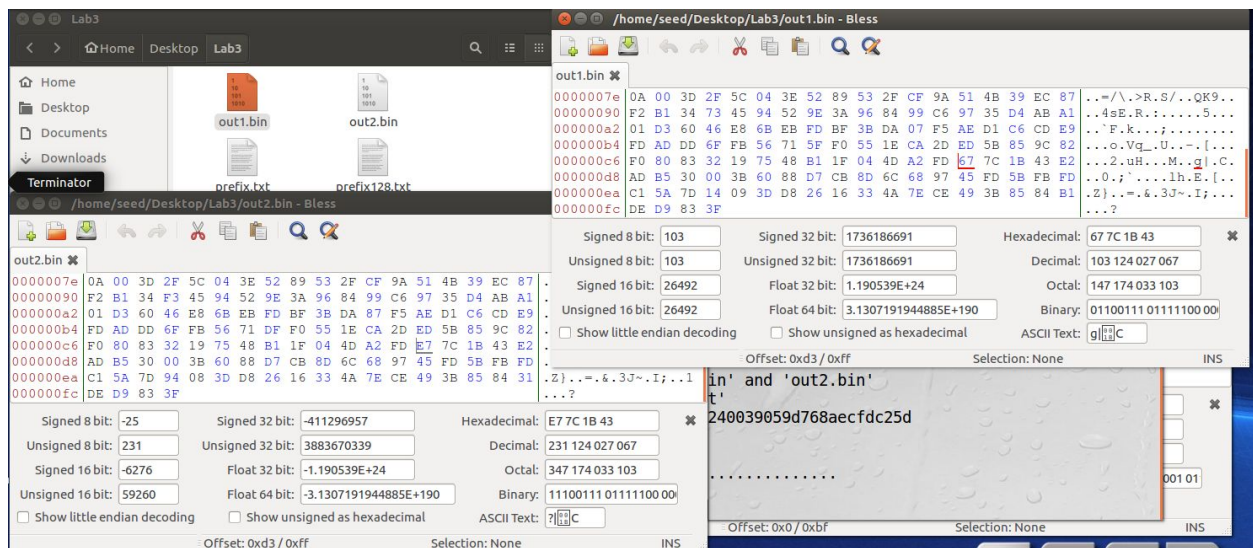 Lab3
Home Desktop Lab3
Home
Desktop
Documents
Downloads
Terminator
out1.bin
out2.bin
prefix.txt
prefix128.txt
/home/seed/Desktop/Lab3/out1.bin - Bless
out1.bin
0000007e 0A 00 3D 2F 5C 04 3E 52 89 53 2F CF 9A 51 4B 39 EC 87 ..=/\.>R.S/..QK9..
00000090 F2 B1 34 73 45 94 52 9E 3A 96 84 99 C6 97 35 D4 AB A1 ..4sE.R.:.....5...
000000a2 01 D3 60 46 E8 6B EB FD BF 3B DA 07 F5 AE D1 C6 CD E9 ..`F.k...;........
000000b4 FD AD DD 6F FB 56 71 5F F0 55 1E CA 2D ED 5B 85 9C 82 ...o.Vq_.U..-.[...
000000c6 F0 80 83 32 19 75 48 B1 1F 04 4D A2 FD 67 7C 1B 43 E2 ...2.uH...M..g|.C.
000000d8 AD B5 30 00 3B 60 88 D7 CB 8D 6C 68 97 45 FD 5B FB FD ..0.;`....lh.E.[..
000000ea C1 5A 7D 14 09 3D D8 26 16 33 4A 7E CE 49 3B 85 84 B1 .Z}..=.&.3J~.I;...
000000fc DE D9 83 3F ...?
Signed 8 bit: 103 Signed 32 bit: 1736186691 Hexadecimal: 67 7C 1B 43
Unsigned 8 bit: 103 Unsigned 32 bit: 1736186691 Decimal: 103 124 027 067
Signed 16 bit: 26492 Float 32 bit: 1.190539E+24 Octal: 147 174 033 103
Unsigned 16 bit: 26492 Float 64 bit: 3.1307191944885E+190 Binary: 01100111 01111100 00
Show little endian decoding Show unsigned as hexadecimal ASCII Text: g|C
Offset: 0xd3 / 0xff Selection: None INS
/home/seed/Desktop/Lab3/out2.bin - Bless
out2.bin
0000007e 0A 00 3D 2F 5C 04 3E 52 89 53 2F CF 9A 51 4B 39 EC 87 .
00000090 F2 B1 34 F3 45 94 52 9E 3A 96 84 99 C6 97 35 D4 AB A1 .
000000a2 01 D3 60 46 E8 6B EB FD BF 3B DA 87 F5 AE D1 C6 CD E9 .
000000b4 FD AD DD 6F FB 56 71 DF F0 55 1E CA 2D ED 5B 85 9C 82 .
000000c6 F0 80 83 32 19 75 48 B1 1F 04 4D A2 FD E7 7C 1B 43 E2 .
000000d8 AD B5 30 00 3B 60 88 D7 CB 8D 6C 68 97 45 FD 5B FB FD .
000000ea C1 5A 7D 94 08 3D D8 26 16 33 4A 7E CE 49 3B 85 84 31 .Z}..=.&.3J~.I;..1
000000fc DE D9 83 3F ...?
Signed 8 bit: -25 Signed 32 bit: -411296957 Hexadecimal: E7 7C 1B 43
Unsigned 8 bit: 231 Unsigned 32 bit: 3883670339 Decimal: 231 124 027 067
Signed 16 bit: -6276 Float 32 bit: -1.190539E+24 Octal: 347 174 033 103
Unsigned 16 bit: 59260 Float 64 bit: -3.1307191944885E+190 Binary: 11100111 01111100 00
Show little endian decoding Show unsigned as hexadecimal ASCII Text: ?|C
Offset: 0xd3 / 0xff Selection: None INS
in' and 'out2.bin'
t'
240039059d768aecfdc25d
..............
001 01
Offset: 0x0 / 0xbf Selection: None INS